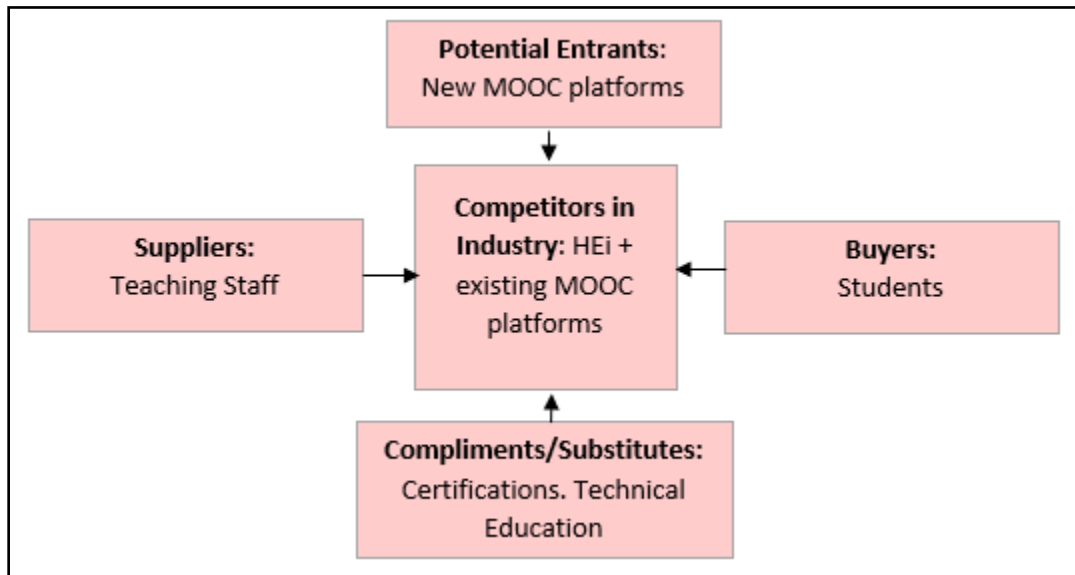 Potential Entrants:
New MOOC platforms
Suppliers:
Teaching Staff
Competitors in
Industry: HEi +
existing MOOC
platforms
Buyers:
Students
Compliments/Substitutes:
Certifications. Technical
Education